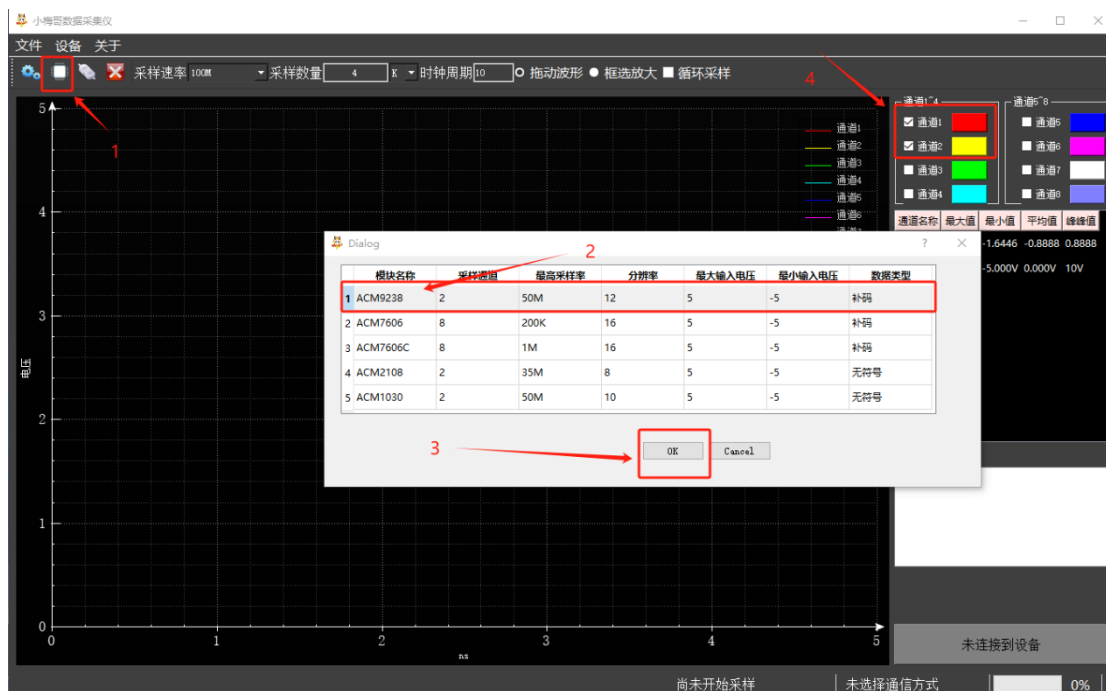 小梅哥数据采集仪
文件 设备 关于
采样速率 100M 采样数量 4 K 时钟周期 10 拖动波形 框选放大 循环采样
4
1
通道1~4 通道5~8
通道1 通道5
通道2 通道6
通道3 通道7
通道4 通道8
通道名称 最大值 最小值 平均值 峰峰值
-1.6446 -0.8888 0.8888
-5.000V 0.000V 10V
通道1
通道2
通道3
通道4
通道5
通道6
5
4
3
2
1
0
电压
0 1 2 3 4 5
ns
Dialog ? ×
2
模块名称 采样通道 最高采样率 分辨率 最大输入电压 最小输入电压 数据类型
1 ACM9238 2 50M 12 5 -5 补码
2 ACM7606 8 200K 16 5 -5 补码
3 ACM7606C 8 1M 16 5 -5 补码
4 ACM2108 2 35M 8 5 -5 无符号
5 ACM1030 2 50M 10 5 -5 无符号
3
OK Cancel
未连接到设备
尚未开始采样 未选择通信方式 0%